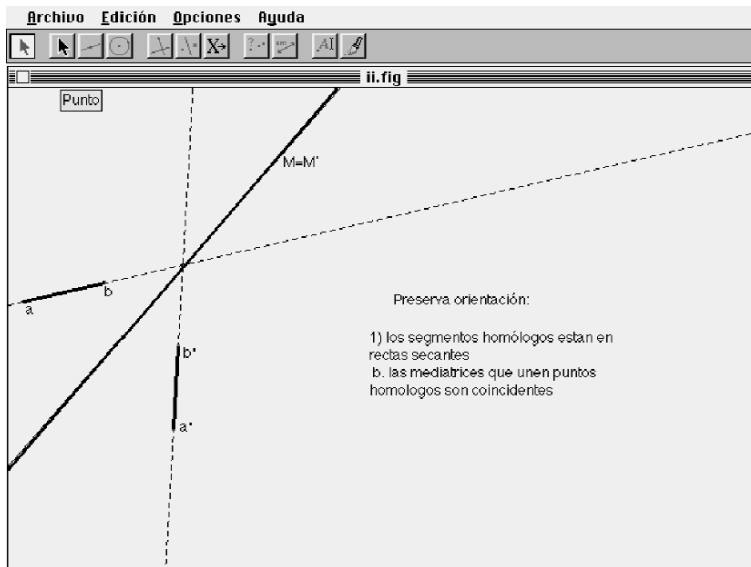 Archivo Edición Opciones Ayuda
X→ ?·· AI
ii.fig
Punto
M=M'
b
a
Preserva orientación:
1) los segmentos homólogos estan en
rectas secantes
b. las mediatrices que unen puntos
homologos son coincidentes
b'
a'